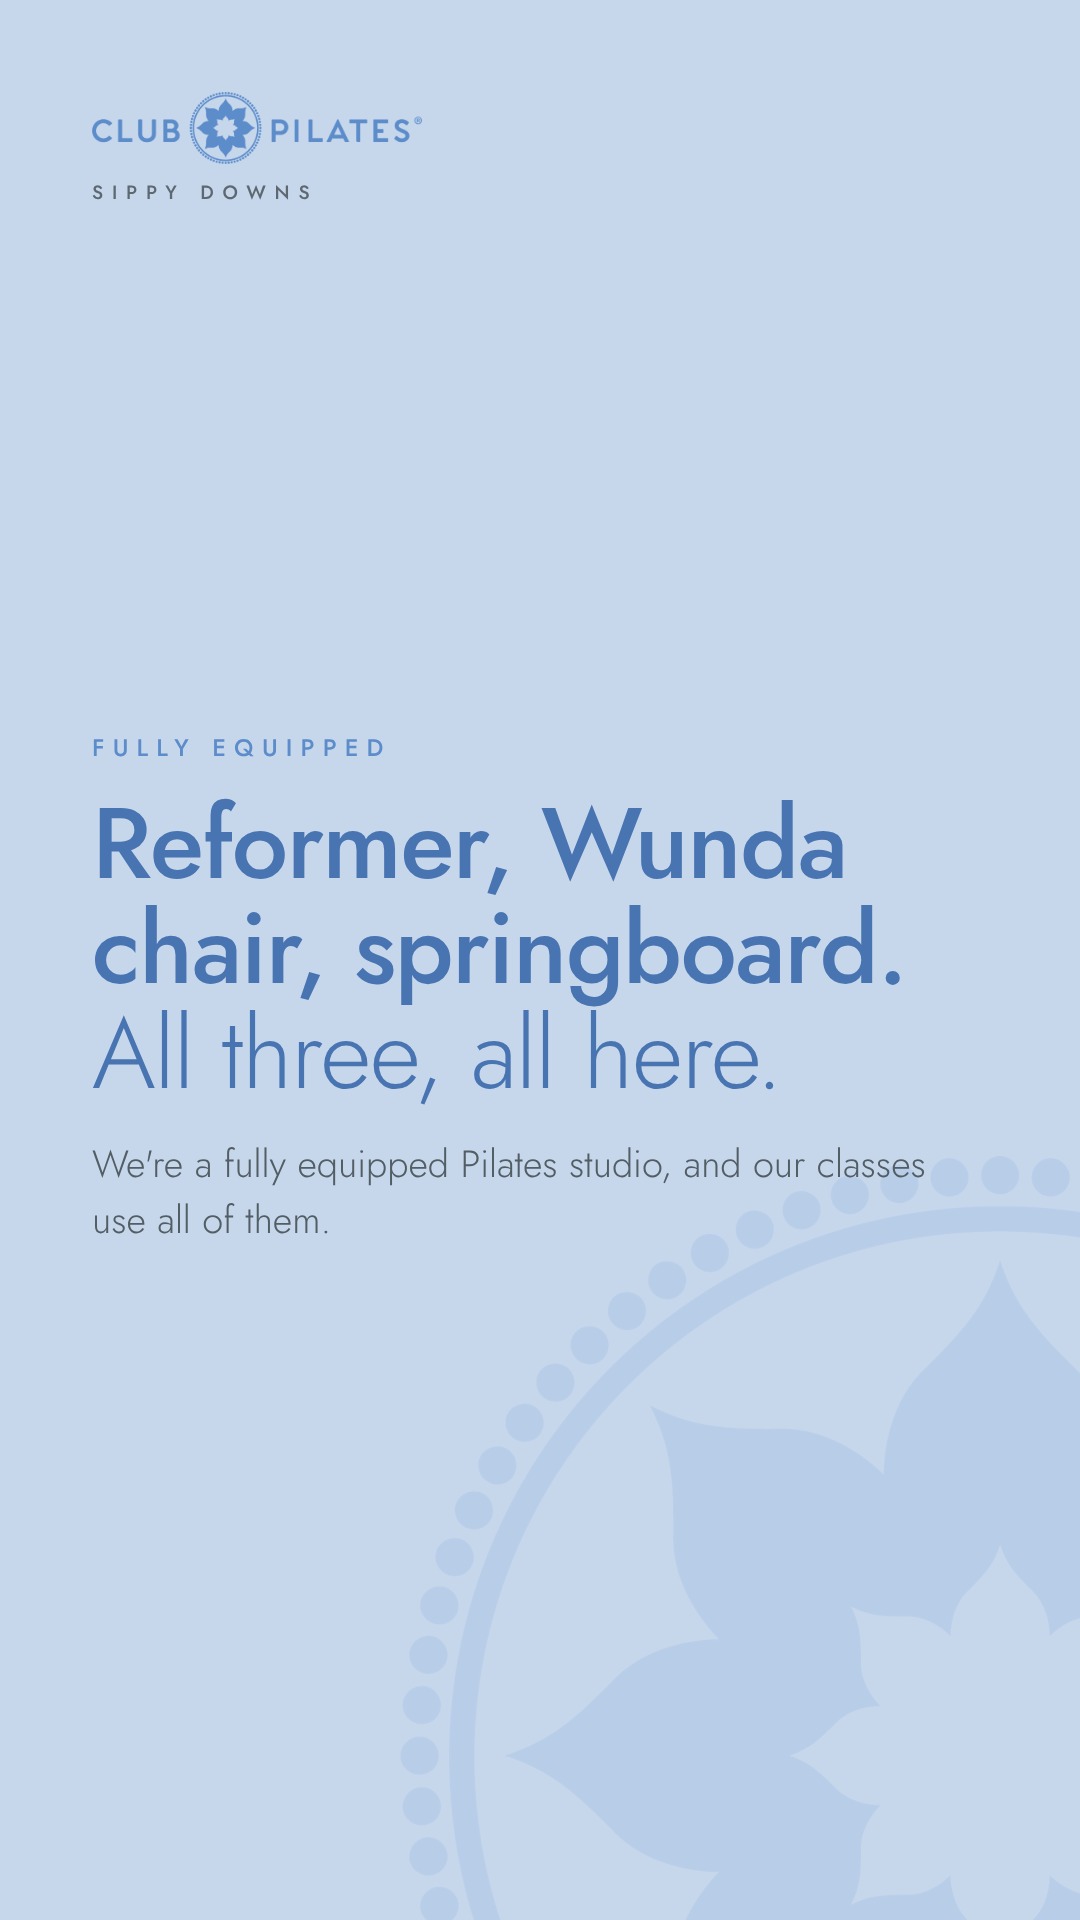 CLUB PILATES®
SIPPY DOWNS
FULLY EQUIPPED
Reformer, Wunda
chair, springboard.
All three, all here.
We're a fully equipped Pilates studio, and our classes
use all of them.